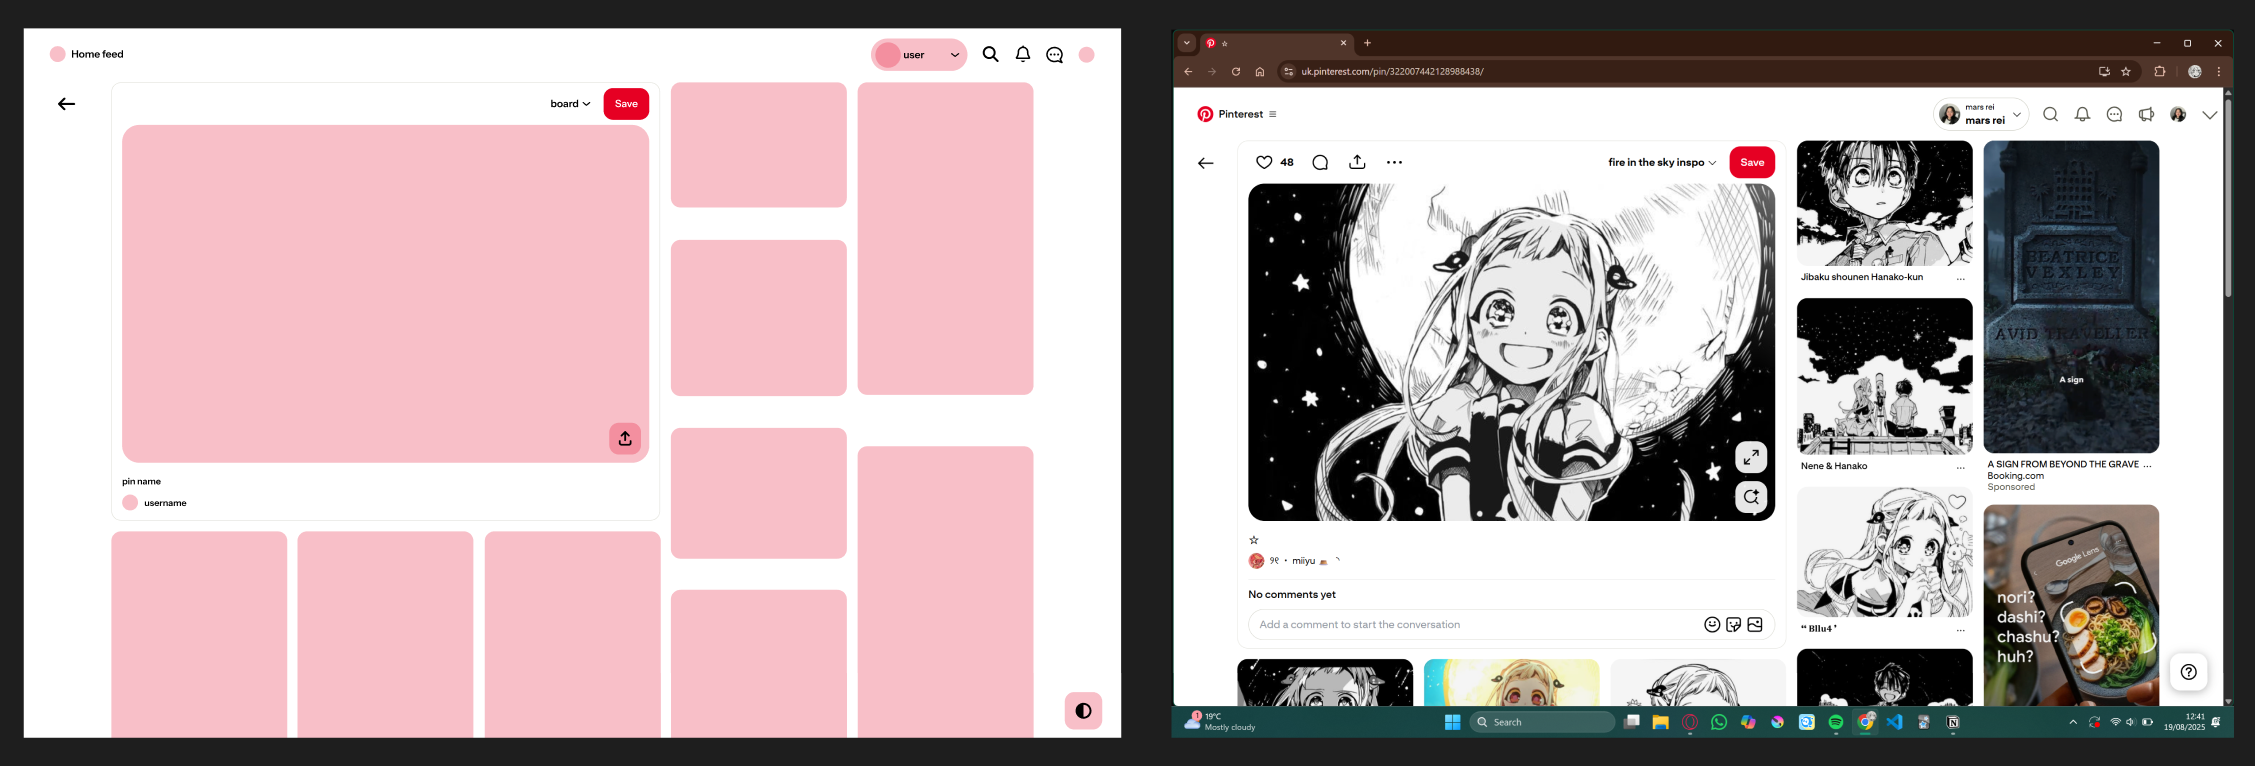 Home feed
user
board
Save
pin name
username
uk.pinterest.com/pin/322007442128988438/
Pinterest
mars rei
mars rei
48
fire in the sky inspo
Save
Jibaku shounen Hanako-kun
...
BEATRICE
VEXLEY
AVID TRAVELLER
A sign
Nene & Hanako
...
A SIGN FROM BEYOND THE GRAVE ...
Booking.com
Sponsored
☆
୨୧ • miiyu
No comments yet
Add a comment to start the conversation
Google Lens
nori?
dashi?
chashu?
huh?
“ Bllu4 ’
...
1
19°C
Mostly cloudy
Search
12:41
19/08/2025